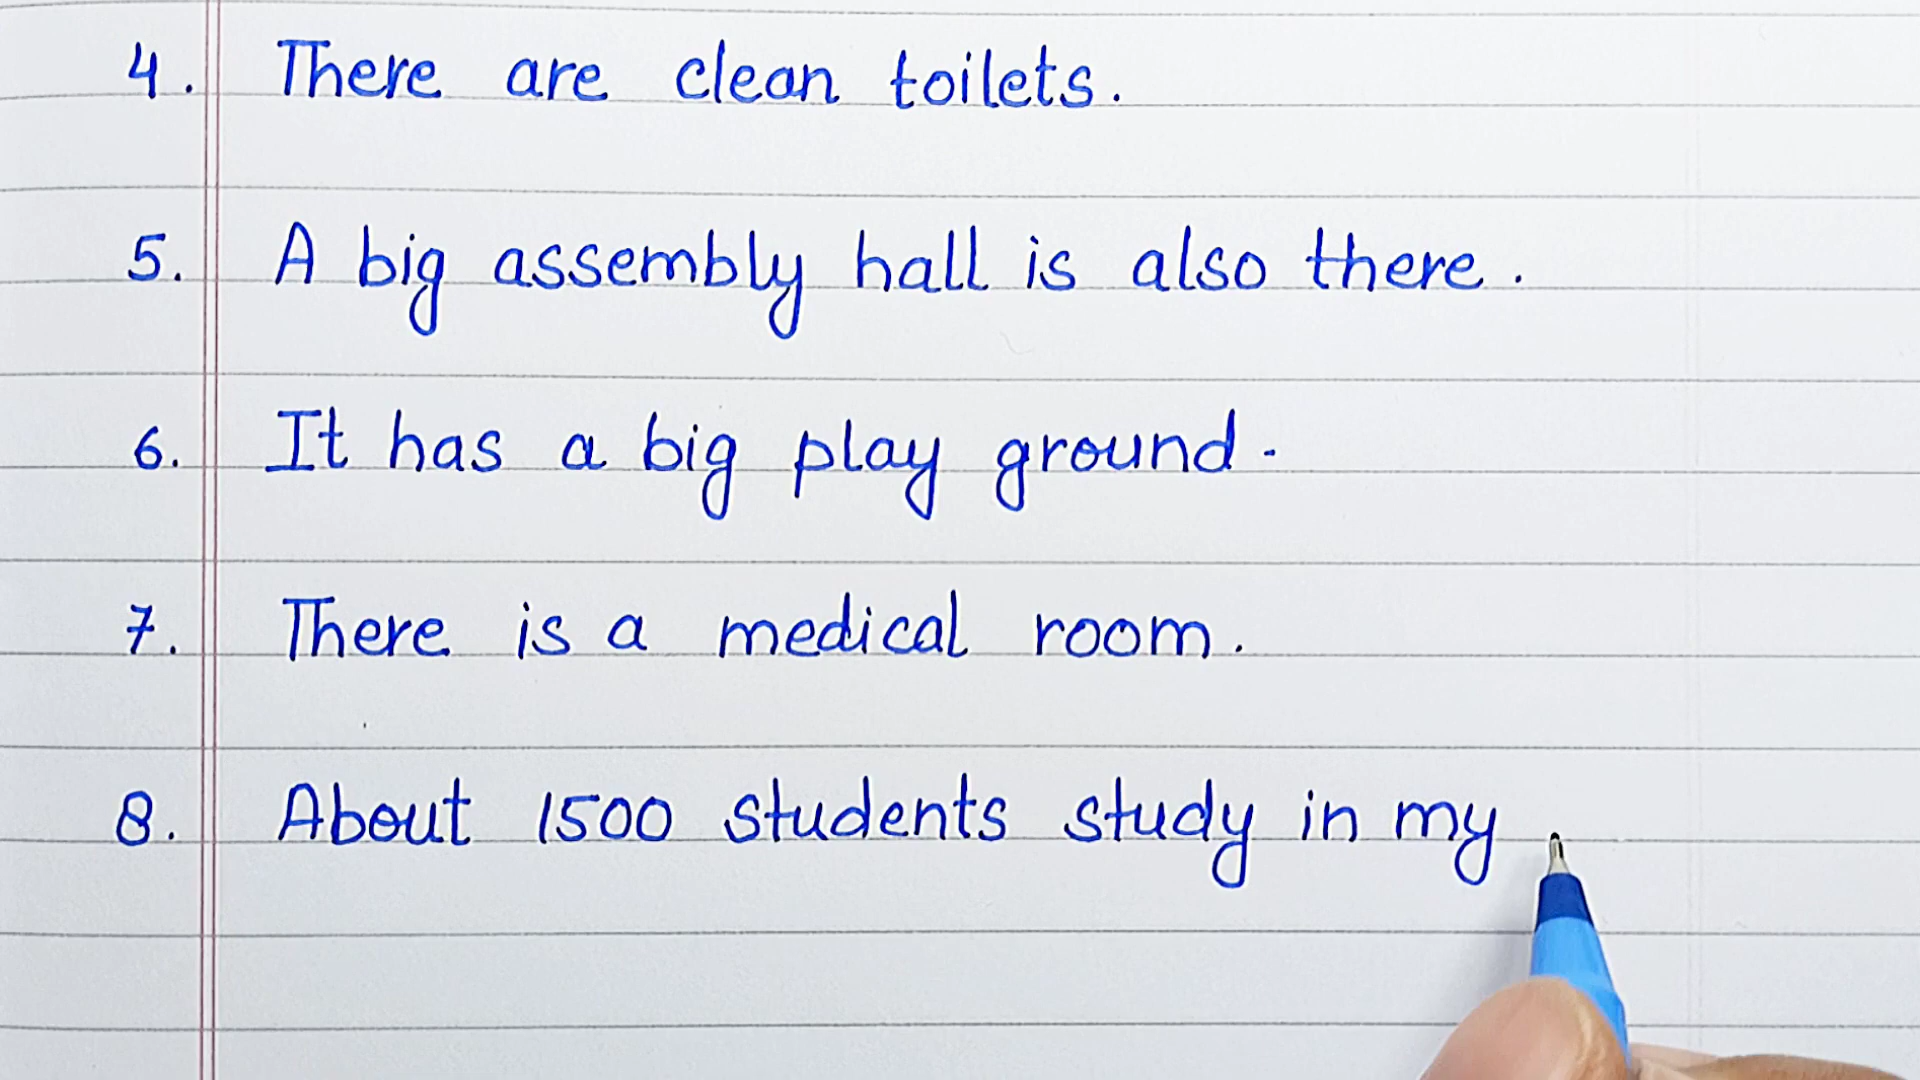 4. There are clean toilets.
5. A big assembly hall is also there.
6. It has a big play ground.
7. There is a medical room.
8. About 1500 students study in my